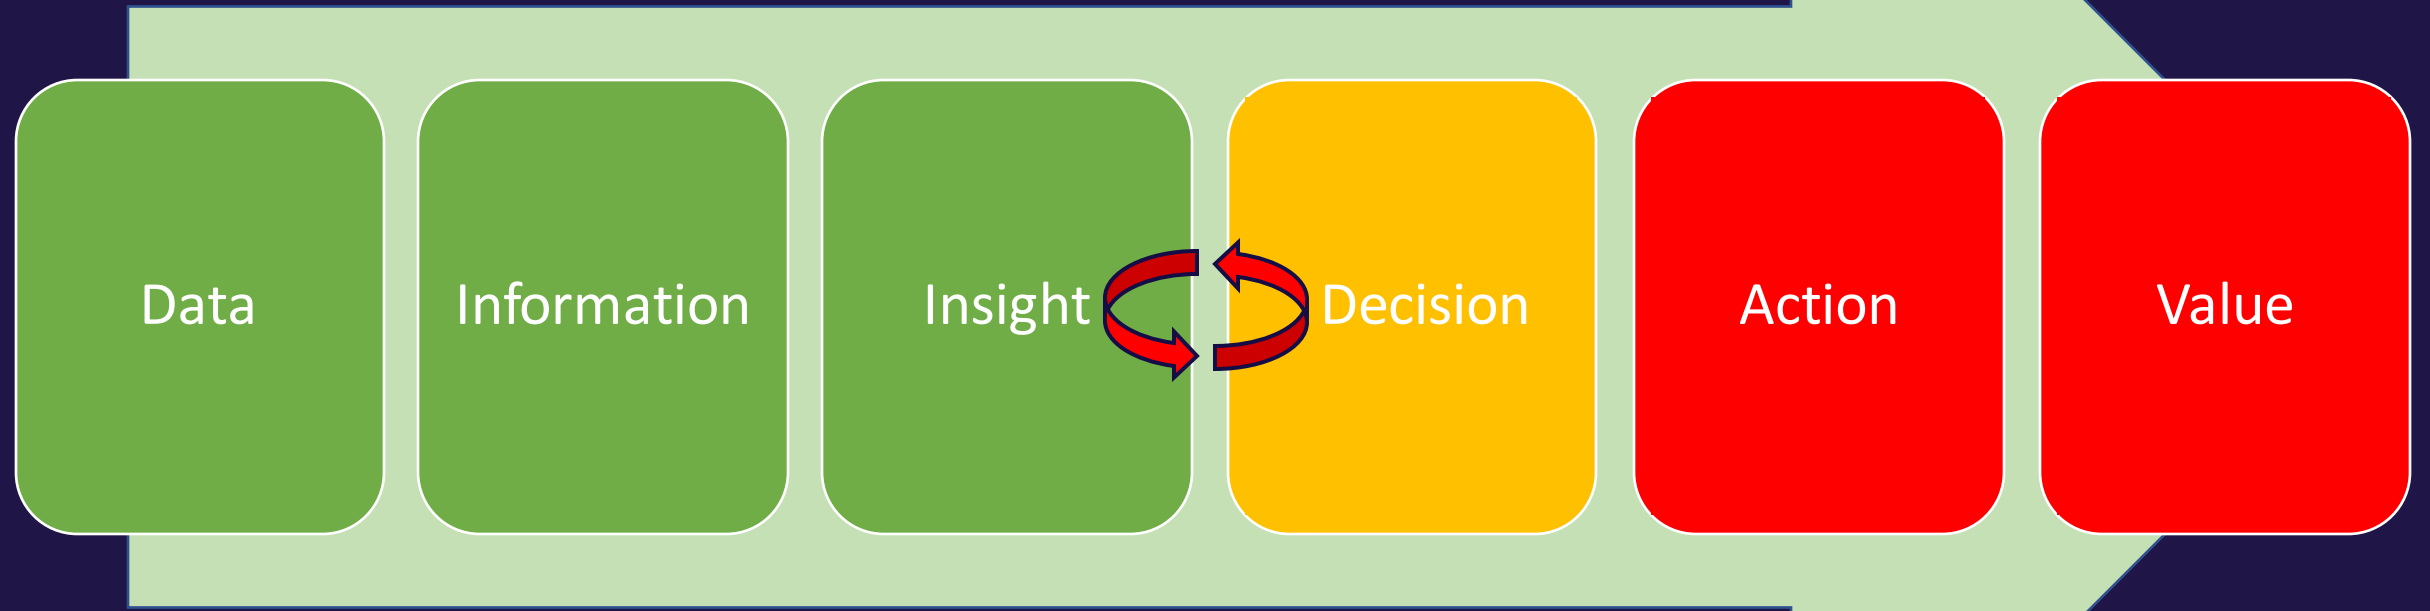 Data
Information
Insight
Decision
Action
Value